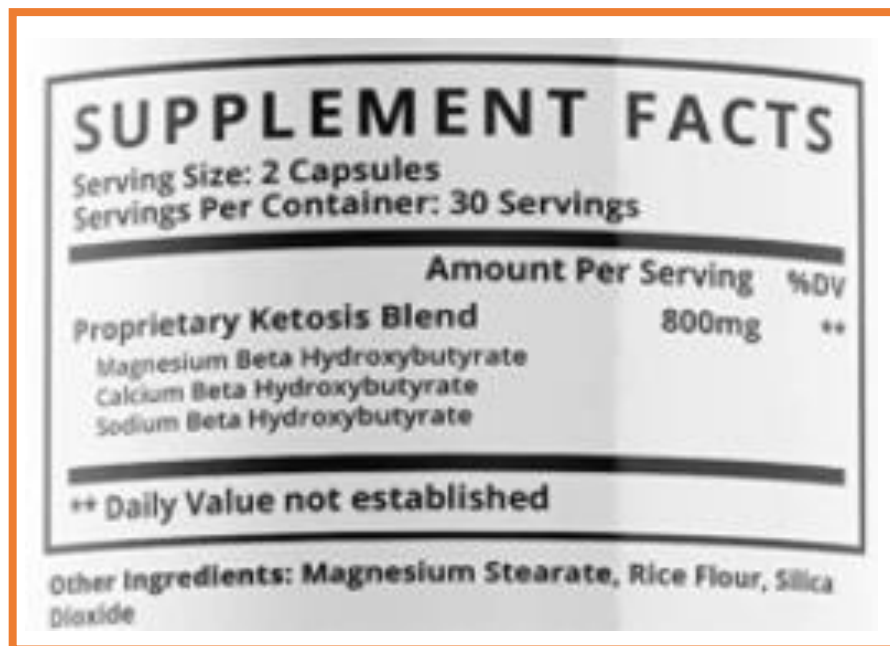 SUPPLEMENT FACTS
Serving Size: 2 Capsules
Servings Per Container: 30 Servings
Amount Per Serving %DV
Proprietary Ketosis Blend 800mg **
Magnesium Beta Hydroxybutyrate
Calcium Beta Hydroxybutyrate
Sodium Beta Hydroxybutyrate
** Daily Value not established
Other Ingredients: Magnesium Stearate, Rice Flour, Silica
Dioxide